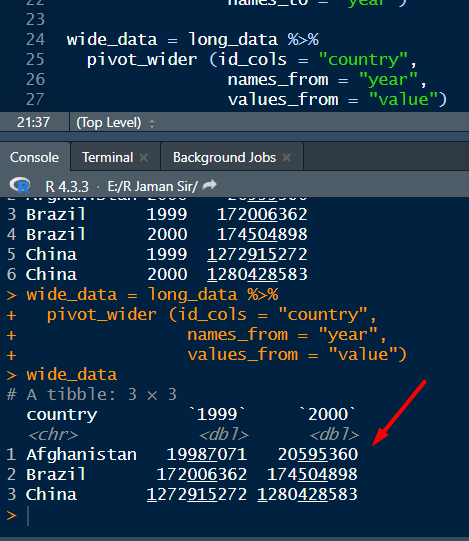 22 names_to = "year")
23
24 wide_data = long_data %>%
25   pivot_wider (id_cols = "country",
26                names_from = "year",
27                values_from = "value")
21:37 (Top Level)
Console Terminal Background Jobs
R 4.3.3 · E:/R Jaman Sir/
2 Afghanistan 2000 20595360
3 Brazil 1999 172006362
4 Brazil 2000 174504898
5 China 1999 1272915272
6 China 2000 1280428583
> wide_data = long_data %>%
+   pivot_wider (id_cols = "country",
+                names_from = "year",
+                values_from = "value")
> wide_data
# A tibble: 3 × 3
country `1999` `2000`
<chr> <dbl> <dbl>
1 Afghanistan 19987071 20595360
2 Brazil 172006362 174504898
3 China 1272915272 1280428583
>